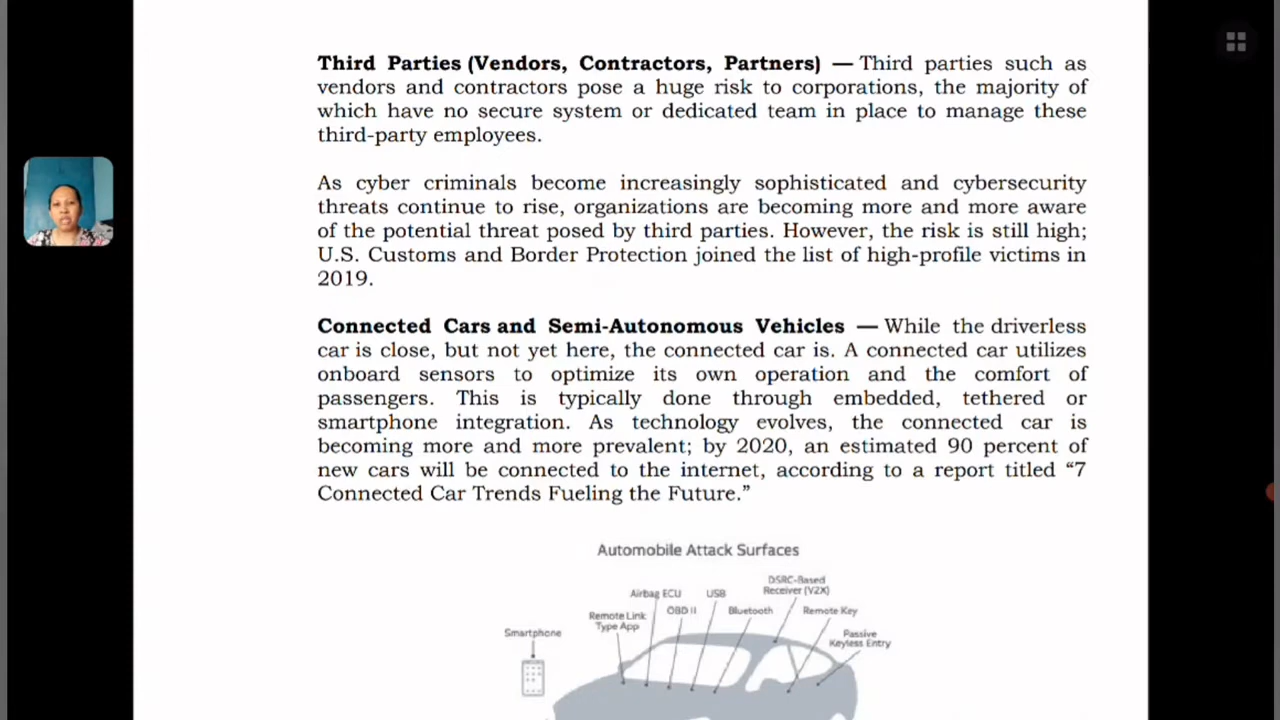 Third Parties (Vendors, Contractors, Partners) — Third parties such as
vendors and contractors pose a huge risk to corporations, the majority of
which have no secure system or dedicated team in place to manage these
third-party employees.
As cyber criminals become increasingly sophisticated and cybersecurity
threats continue to rise, organizations are becoming more and more aware
of the potential threat posed by third parties. However, the risk is still high;
U.S. Customs and Border Protection joined the list of high-profile victims in
2019.
Connected Cars and Semi-Autonomous Vehicles — While the driverless
car is close, but not yet here, the connected car is. A connected car utilizes
onboard sensors to optimize its own operation and the comfort of
passengers. This is typically done through embedded, tethered or
smartphone integration. As technology evolves, the connected car is
becoming more and more prevalent; by 2020, an estimated 90 percent of
new cars will be connected to the internet, according to a report titled “7
Connected Car Trends Fueling the Future.”
Automobile Attack Surfaces
Smartphone
Remote Link
Type App
Airbag ECU
OBD II
USB
Bluetooth
DSRC-Based
Receiver (V2X)
Remote Key
Passive
Keyless Entry